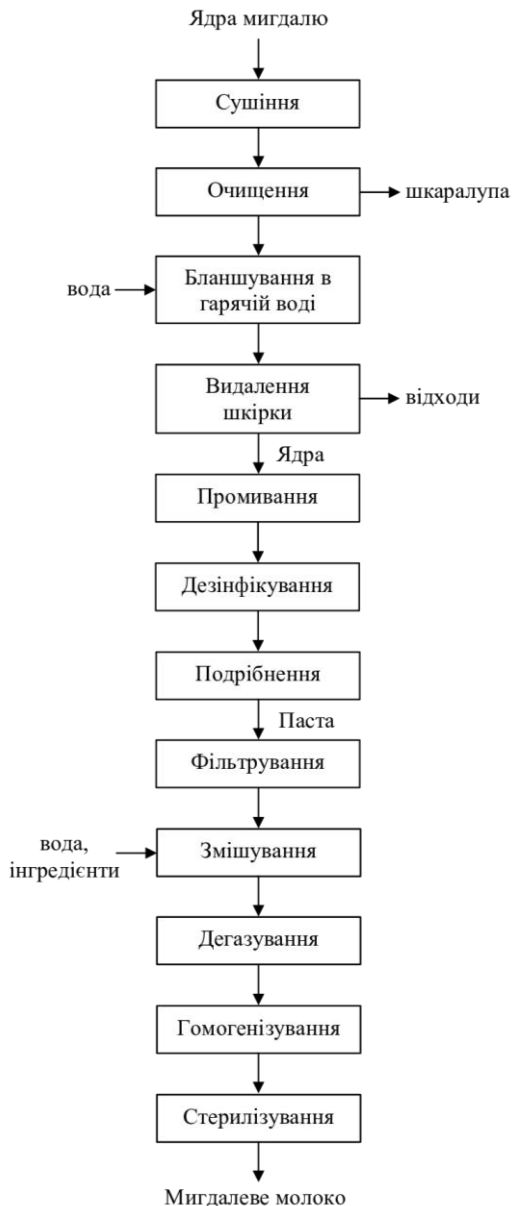 Ядра мигдалю
Сушіння
Очищення
шкаралупа
вода
Бланшування в
гарячій воді
Видалення
шкірки
відходи
Ядра
Промивання
Дезінфікування
Подрібнення
Паста
Фільтрування
вода,
інгредієнти
Змішування
Дегазування
Гомогенізування
Стерилізування
Мигдалеве молоко